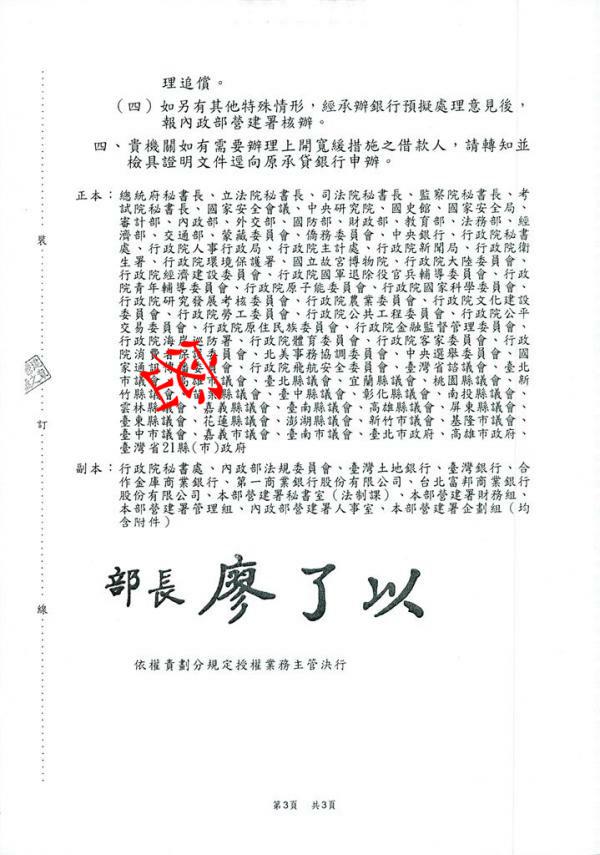 理追償。
（四）如另有其他特殊情形，經承辦銀行預擬處理意見後，
報內政部營建署核辦。
四、貴機關如有需要辦理上開寬緩措施之借款人，請轉知並
檢具證明文件逕向原承貸銀行申辦。
正本：總統府秘書長、立法院秘書長、司法院秘書長、監察院秘書長、考
試院秘書長、國家安全會議、中央研究院、國史館、國家安全局、
審計部、內政部、外交部、國防部、財政部、教育部、法務部、經
濟部、交通部、蒙藏委員會、僑務委員會、中央銀行、行政院秘書
處、行政院人事行政局、行政院主計處、行政院新聞局、行政院衛
生署、行政院環境保護署、國立故宮博物院、行政院大陸委員會、
行政院經濟建設委員會、行政院國軍退除役官兵輔導委員會、行政
院青年輔導委員會、行政院原子能委員會、行政院國家科學委員會、
行政院研究發展考核委員會、行政院農業委員會、行政院文化建設
委員會、行政院勞工委員會、行政院公共工程委員會、行政院公平
交易委員會、行政院原住民族委員會、行政院金融監督管理委員會、
行政院海岸巡防署、行政院體育委員會、行政院客家委員會、行政
院消費者保護委員會、北美事務協調委員會、中央選舉委員會、國
家通訊傳播委員會、行政院飛航安全委員會、臺灣省諮議會、臺北
市議會、高雄市議會、臺北縣議會、宜蘭縣議會、桃園縣議會、新
竹縣議會、苗栗縣議會、臺中縣議會、彰化縣議會、南投縣議會、
雲林縣議會、嘉義縣議會、臺南縣議會、高雄縣議會、屏東縣議會、
臺東縣議會、花蓮縣議會、澎湖縣議會、新竹市議會、基隆市議會、
臺中市議會、嘉義市議會、臺南市議會、臺北市政府、高雄市政府、
臺灣省21縣(市)政府
副本：行政院秘書處、內政部法規委員會、臺灣土地銀行、臺灣銀行、合
作金庫商業銀行、第一商業銀行股份有限公司、台北富邦商業銀行
股份有限公司、本部營建署秘書室（法制課）、本部營建署財務組、
本部營建署管理組、內政部營建署人事室、本部營建署企劃組（均
含附件）
部長 廖了以
依權責劃分規定授權業務主管決行
裝
訂
線
第3頁 共3頁